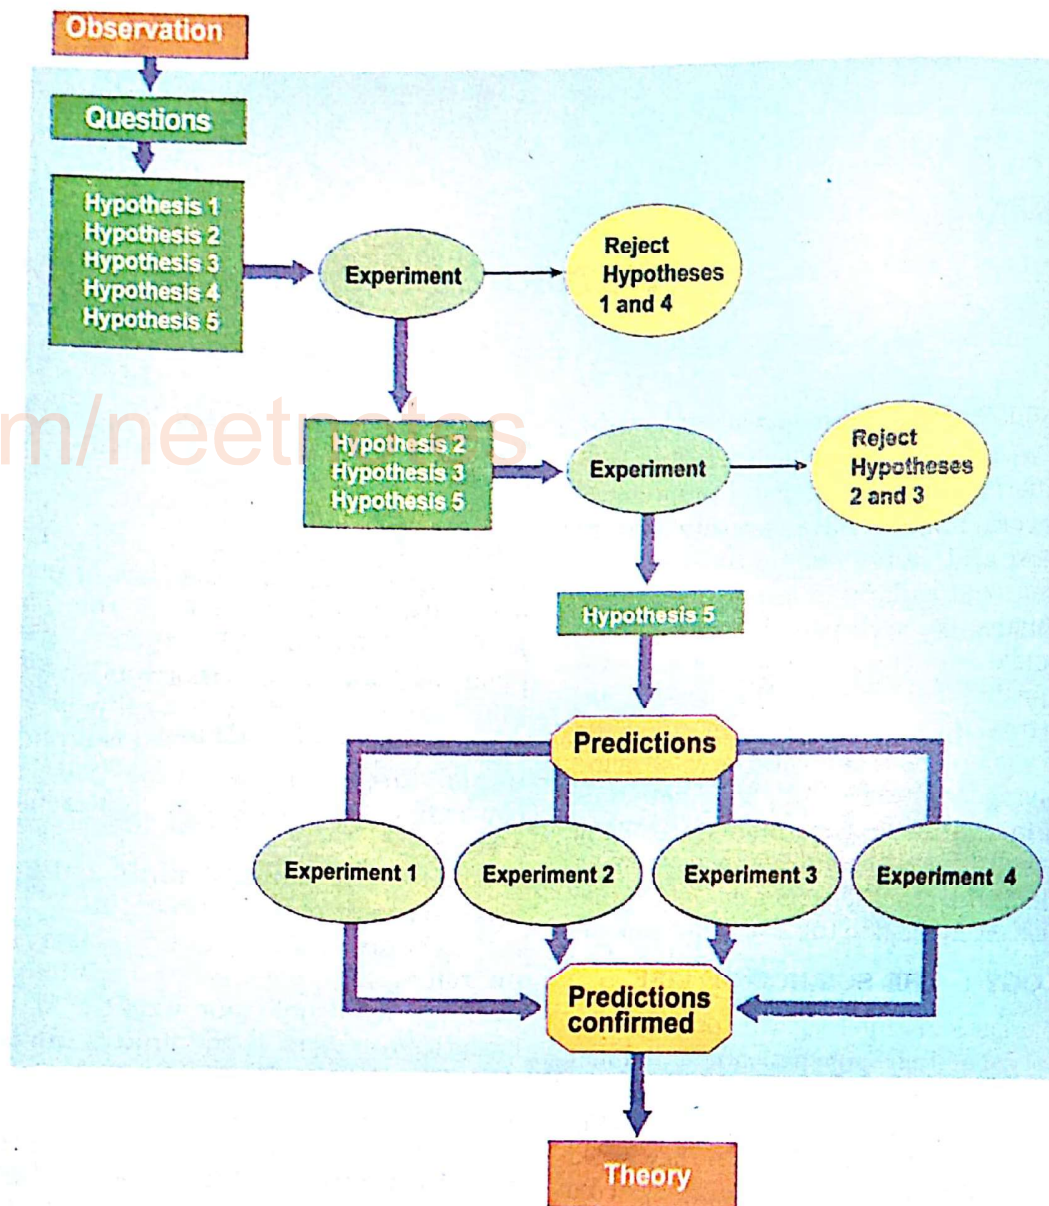 Observation
Questions
Hypothesis 1
Hypothesis 2
Hypothesis 3
Hypothesis 4
Hypothesis 5
Experiment
Reject
Hypotheses
1 and 4
m/neetnotes
Hypothesis 2
Hypothesis 3
Hypothesis 5
Experiment
Reject
Hypotheses
2 and 3
Hypothesis 5
Predictions
Experiment 1
Experiment 2
Experiment 3
Experiment 4
Predictions
confirmed
Theory